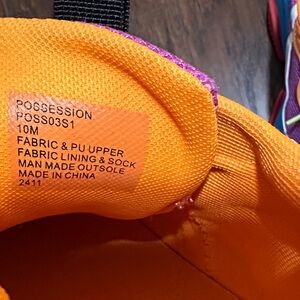 POSSESSION
POSS03S1
10M
FABRIC & PU UPPER
FABRIC LINING & SOCK
MAN MADE OUTSOLE
MADE IN CHINA
2411